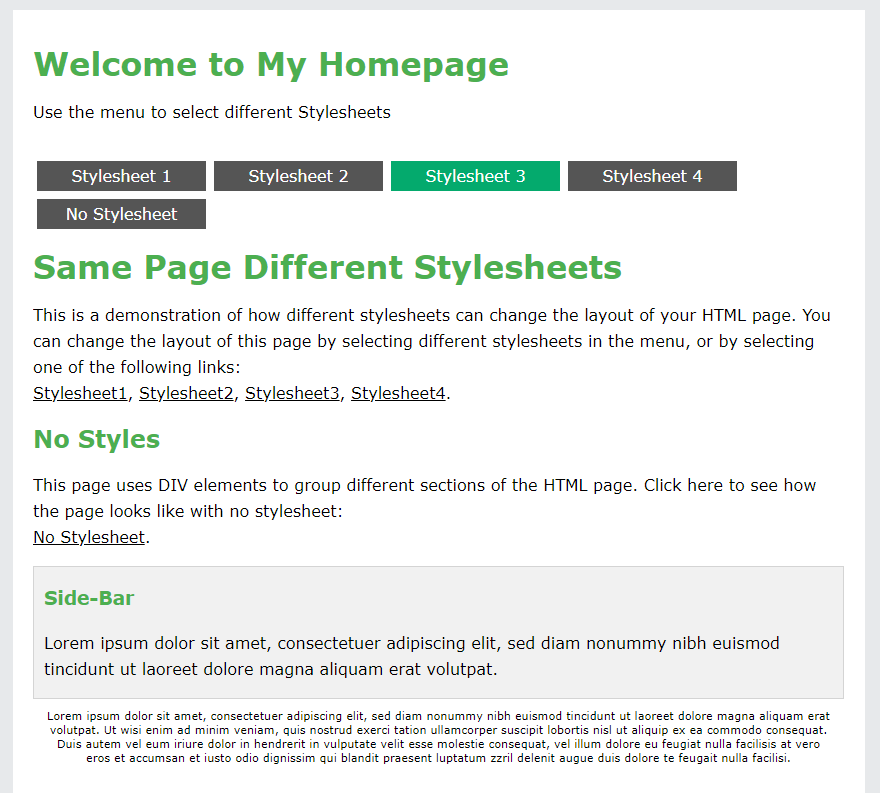 Welcome to My Homepage
Use the menu to select different Stylesheets
Stylesheet 1 Stylesheet 2 Stylesheet 3 Stylesheet 4
No Stylesheet
Same Page Different Stylesheets
This is a demonstration of how different stylesheets can change the layout of your HTML page. You
can change the layout of this page by selecting different stylesheets in the menu, or by selecting
one of the following links:
Stylesheet1, Stylesheet2, Stylesheet3, Stylesheet4.
No Styles
This page uses DIV elements to group different sections of the HTML page. Click here to see how
the page looks like with no stylesheet:
No Stylesheet.
Side-Bar
Lorem ipsum dolor sit amet, consectetuer adipiscing elit, sed diam nonummy nibh euismod
tincidunt ut laoreet dolore magna aliquam erat volutpat.
Lorem ipsum dolor sit amet, consectetuer adipiscing elit, sed diam nonummy nibh euismod tincidunt ut laoreet dolore magna aliquam erat
volutpat. Ut wisi enim ad minim veniam, quis nostrud exerci tation ullamcorper suscipit lobortis nisl ut aliquip ex ea commodo consequat.
Duis autem vel eum iriure dolor in hendrerit in vulputate velit esse molestie consequat, vel illum dolore eu feugiat nulla facilisis at vero
eros et accumsan et iusto odio dignissim qui blandit praesent luptatum zzril delenit augue duis dolore te feugait nulla facilisi.